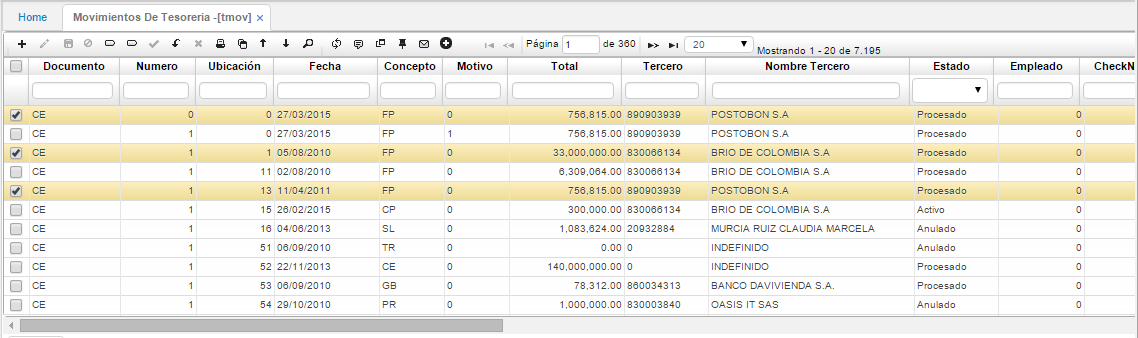 Home Movimientos De Tesoreria -[tmov] ×
Página 1 de 360 20 Mostrando 1 - 20 de 7.195
Documento Numero Ubicación Fecha Concepto Motivo Total Tercero Nombre Tercero Estado Empleado CheckN
CE 0 0 27/03/2015 FP 0 756,815.00 890903939 POSTOBON S.A Procesado 0
CE 1 0 27/03/2015 FP 1 756,815.00 890903939 POSTOBON S.A Procesado 0
CE 1 1 05/08/2010 FP 0 33,000,000.00 830066134 BRIO DE COLOMBIA S.A Procesado 0
CE 1 11 02/08/2010 FP 0 6,309,064.00 830066134 BRIO DE COLOMBIA S.A Procesado 0
CE 1 13 11/04/2011 FP 0 756,815.00 890903939 POSTOBON S.A Procesado 0
CE 1 15 26/02/2015 CP 0 300,000.00 830066134 BRIO DE COLOMBIA S.A Activo 0
CE 1 16 04/06/2013 SL 0 1,083,624.00 20932884 MURCIA RUIZ CLAUDIA MARCELA Anulado 0
CE 1 51 06/09/2010 TR 0 0.00 0 INDEFINIDO Anulado 0
CE 1 52 22/11/2013 CE 0 140,000,000.00 0 INDEFINIDO Procesado 0
CE 1 53 06/09/2010 GB 0 78,312.00 860034313 BANCO DAVIVIENDA S.A. Procesado 0
CE 1 54 29/10/2010 PR 0 1,000,000.00 830003840 OASIS IT SAS Anulado 0